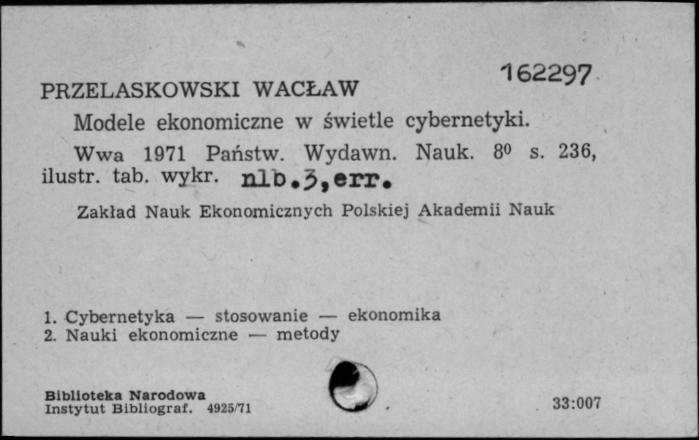 162297
PRZELASKOWSKI WACŁAW
Modele ekonomiczne w świetle cybernetyki.
Wwa 1971 Państw. Wydawn. Nauk. 8⁰ s. 236,
ilustr. tab. wykr. nlb.3,err.
Zakład Nauk Ekonomicznych Polskiej Akademii Nauk
1. Cybernetyka — stosowanie — ekonomika
2. Nauki ekonomiczne — metody
Biblioteka Narodowa
Instytut Bibliograf. 4925/71
33:007